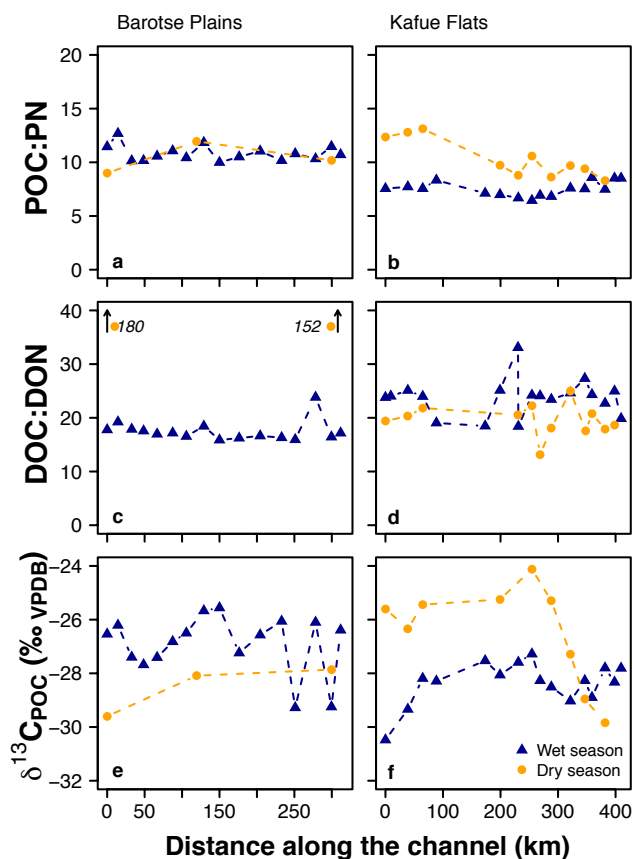 Barotse Plains Kafue Flats
POC:PN
20
15
10
5
0
a
b
DOC:DON
40
30
20
10
0
180
152
c
d
δ13CPOC (‰ VPDB)
−24
−26
−28
−30
−32
e
f
Wet season
Dry season
0 50 150 250
0 100 200 300 400
Distance along the channel (km)